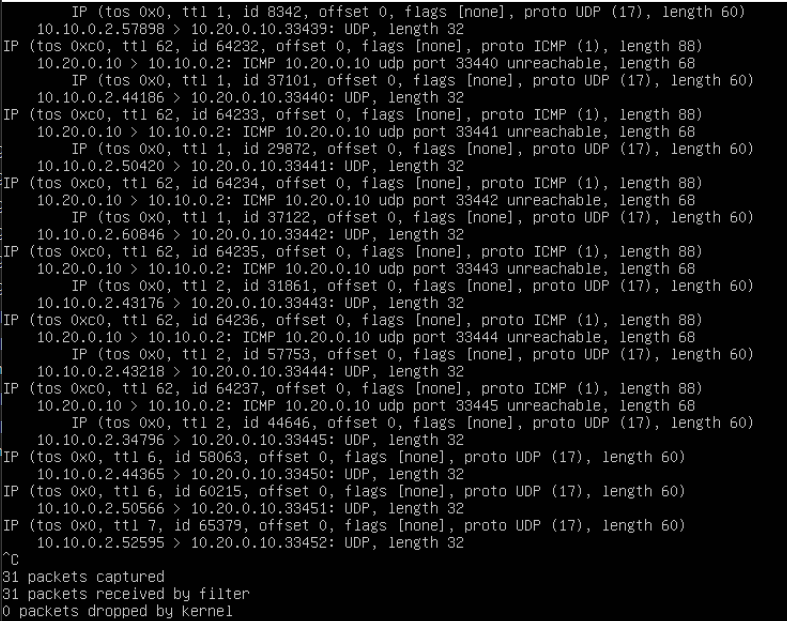 IP (tos 0x0, ttl 1, id 8342, offset 0, flags [none], proto UDP (17), length 60)
10.10.0.2.57898 > 10.20.0.10.33439: UDP, length 32
IP (tos 0xc0, ttl 62, id 64232, offset 0, flags [none], proto ICMP (1), length 88)
10.20.0.10 > 10.10.0.2: ICMP 10.20.0.10 udp port 33440 unreachable, length 68
IP (tos 0x0, ttl 1, id 37101, offset 0, flags [none], proto UDP (17), length 60)
10.10.0.2.44186 > 10.20.0.10.33440: UDP, length 32
IP (tos 0xc0, ttl 62, id 64233, offset 0, flags [none], proto ICMP (1), length 88)
10.20.0.10 > 10.10.0.2: ICMP 10.20.0.10 udp port 33441 unreachable, length 68
IP (tos 0x0, ttl 1, id 29872, offset 0, flags [none], proto UDP (17), length 60)
10.10.0.2.50420 > 10.20.0.10.33441: UDP, length 32
IP (tos 0xc0, ttl 62, id 64234, offset 0, flags [none], proto ICMP (1), length 88)
10.20.0.10 > 10.10.0.2: ICMP 10.20.0.10 udp port 33442 unreachable, length 68
IP (tos 0x0, ttl 1, id 37122, offset 0, flags [none], proto UDP (17), length 60)
10.10.0.2.60846 > 10.20.0.10.33442: UDP, length 32
IP (tos 0xc0, ttl 62, id 64235, offset 0, flags [none], proto ICMP (1), length 88)
10.20.0.10 > 10.10.0.2: ICMP 10.20.0.10 udp port 33443 unreachable, length 68
IP (tos 0x0, ttl 2, id 31861, offset 0, flags [none], proto UDP (17), length 60)
10.10.0.2.43176 > 10.20.0.10.33443: UDP, length 32
IP (tos 0xc0, ttl 62, id 64236, offset 0, flags [none], proto ICMP (1), length 88)
10.20.0.10 > 10.10.0.2: ICMP 10.20.0.10 udp port 33444 unreachable, length 68
IP (tos 0x0, ttl 2, id 57753, offset 0, flags [none], proto UDP (17), length 60)
10.10.0.2.43218 > 10.20.0.10.33444: UDP, length 32
IP (tos 0xc0, ttl 62, id 64237, offset 0, flags [none], proto ICMP (1), length 88)
10.20.0.10 > 10.10.0.2: ICMP 10.20.0.10 udp port 33445 unreachable, length 68
IP (tos 0x0, ttl 2, id 44646, offset 0, flags [none], proto UDP (17), length 60)
10.10.0.2.34796 > 10.20.0.10.33445: UDP, length 32
IP (tos 0x0, ttl 6, id 58063, offset 0, flags [none], proto UDP (17), length 60)
10.10.0.2.44365 > 10.20.0.10.33450: UDP, length 32
IP (tos 0x0, ttl 6, id 60215, offset 0, flags [none], proto UDP (17), length 60)
10.10.0.2.50566 > 10.20.0.10.33451: UDP, length 32
IP (tos 0x0, ttl 7, id 65379, offset 0, flags [none], proto UDP (17), length 60)
10.10.0.2.52595 > 10.20.0.10.33452: UDP, length 32
^C
31 packets captured
31 packets received by filter
0 packets dropped by kernel